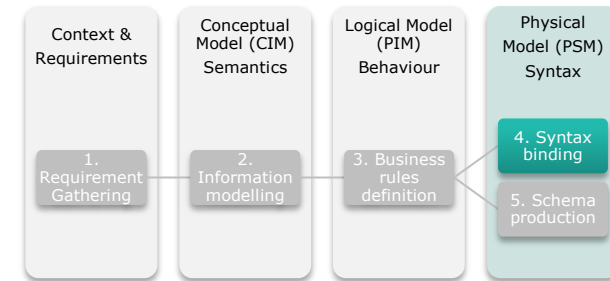 Context &
Requirements
Conceptual
Model (CIM)
Semantics
Logical Model
(PIM)
Behaviour
Physical
Model (PSM)
Syntax
1.
Requirement
Gathering
2.
Information
modelling
3. Business
rules
definition
4. Syntax
binding
5. Schema
production